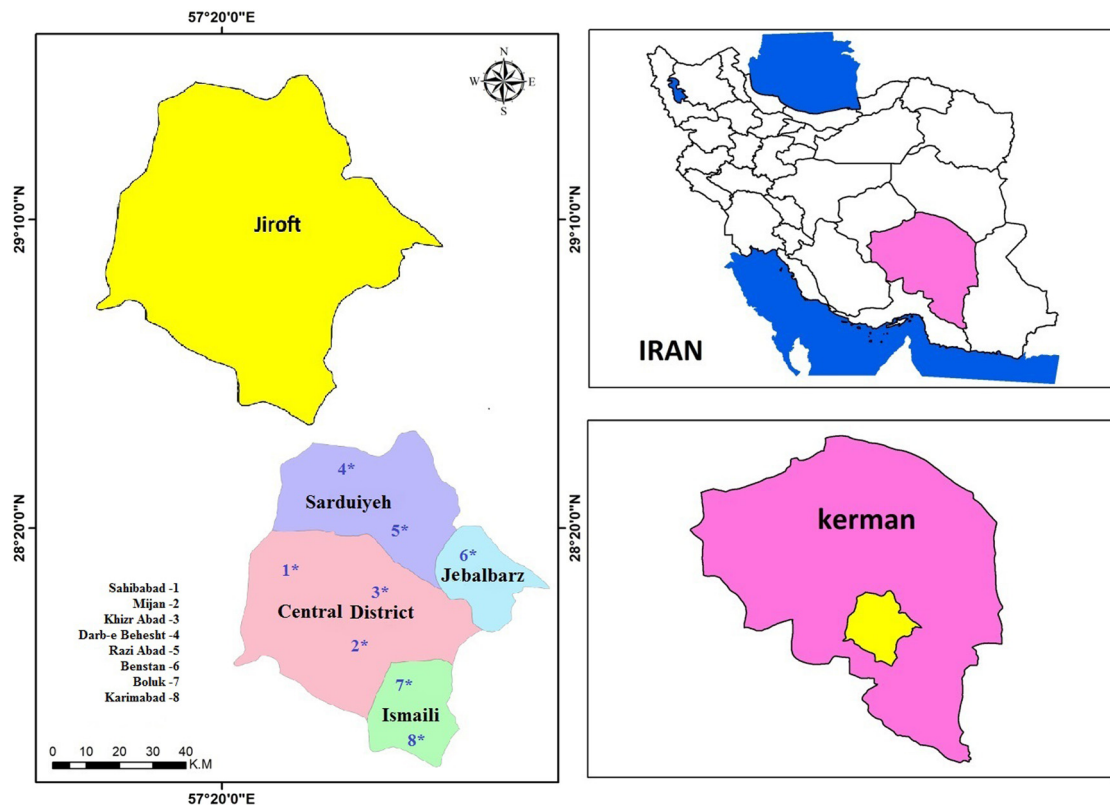 57°20'0"E
N
W E
S
29°10'0"N
29°10'0"N
Jiroft
IRAN
4*
Sarduiyeh
5*
28°20'0"N
28°20'0"N
kerman
6*
Jebalbarz
1*
3*
Central District
2*
Sahibabad -1
Mijan -2
Khizr Abad -3
Darb-e Behesht -4
Razi Abad -5
Benstan -6
Boluk -7
Karimabad -8
7*
Ismaili
8*
0 5 10 20 30 40
K.M
57°20'0"E